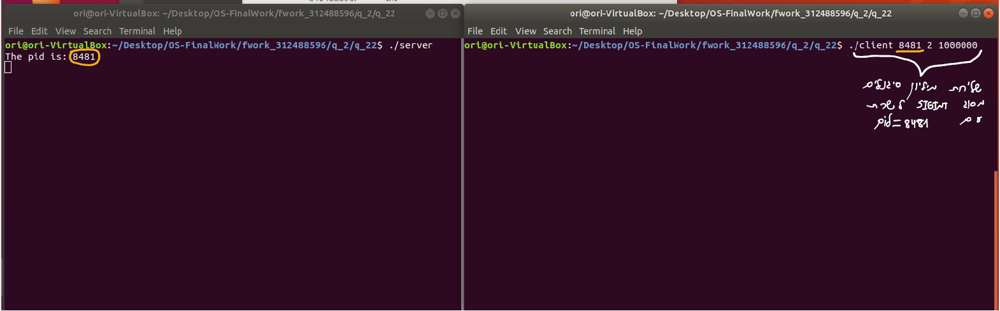 ori@ori-VirtualBox: ~/Desktop/OS-FinalWork/fwork_312488596/q_2/q_22
File Edit View Search Terminal Help
ori@ori-VirtualBox:~/Desktop/OS-FinalWork/fwork_312488596/q_2/q_22$ ./server
The pid is: 8481
ori@ori-VirtualBox: ~/Desktop/OS-FinalWork/fwork_312488596/q_2/q_22
File Edit View Search Terminal Help
ori@ori-VirtualBox:~/Desktop/OS-FinalWork/fwork_312488596/q_2/q_22$ ./client 8481 2 1000000
שליחת מיליון סיגנלים
מסוג SIGINT לשרת
pid=8481